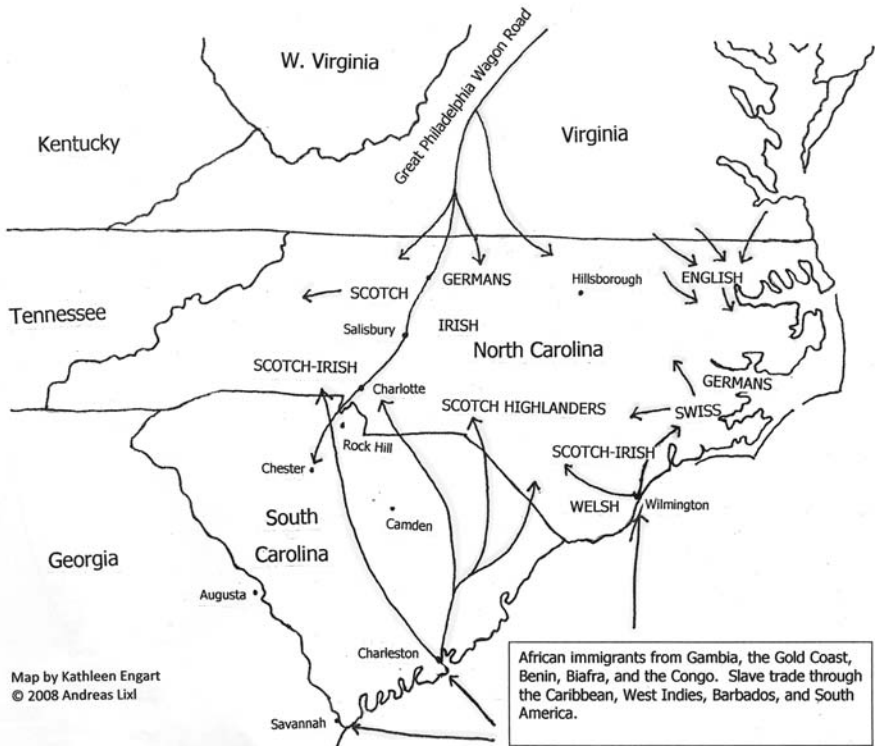 Great Philadelphia Wagon Road
W. Virginia
Kentucky
Virginia
Tennessee
SCOTCH
GERMANS
Hillsborough
ENGLISH
Salisbury
IRISH
North Carolina
SCOTCH-IRISH
Charlotte
GERMANS
SCOTCH HIGHLANDERS
SWISS
Rock Hill
SCOTCH-IRISH
Chester
WELSH
Wilmington
Camden
South
Carolina
Georgia
Augusta
Charleston
Savannah
Map by Kathleen Engart
© 2008 Andreas Lixl
African immigrants from Gambia, the Gold Coast,
Benin, Biafra, and the Congo. Slave trade through
the Caribbean, West Indies, Barbados, and South
America.